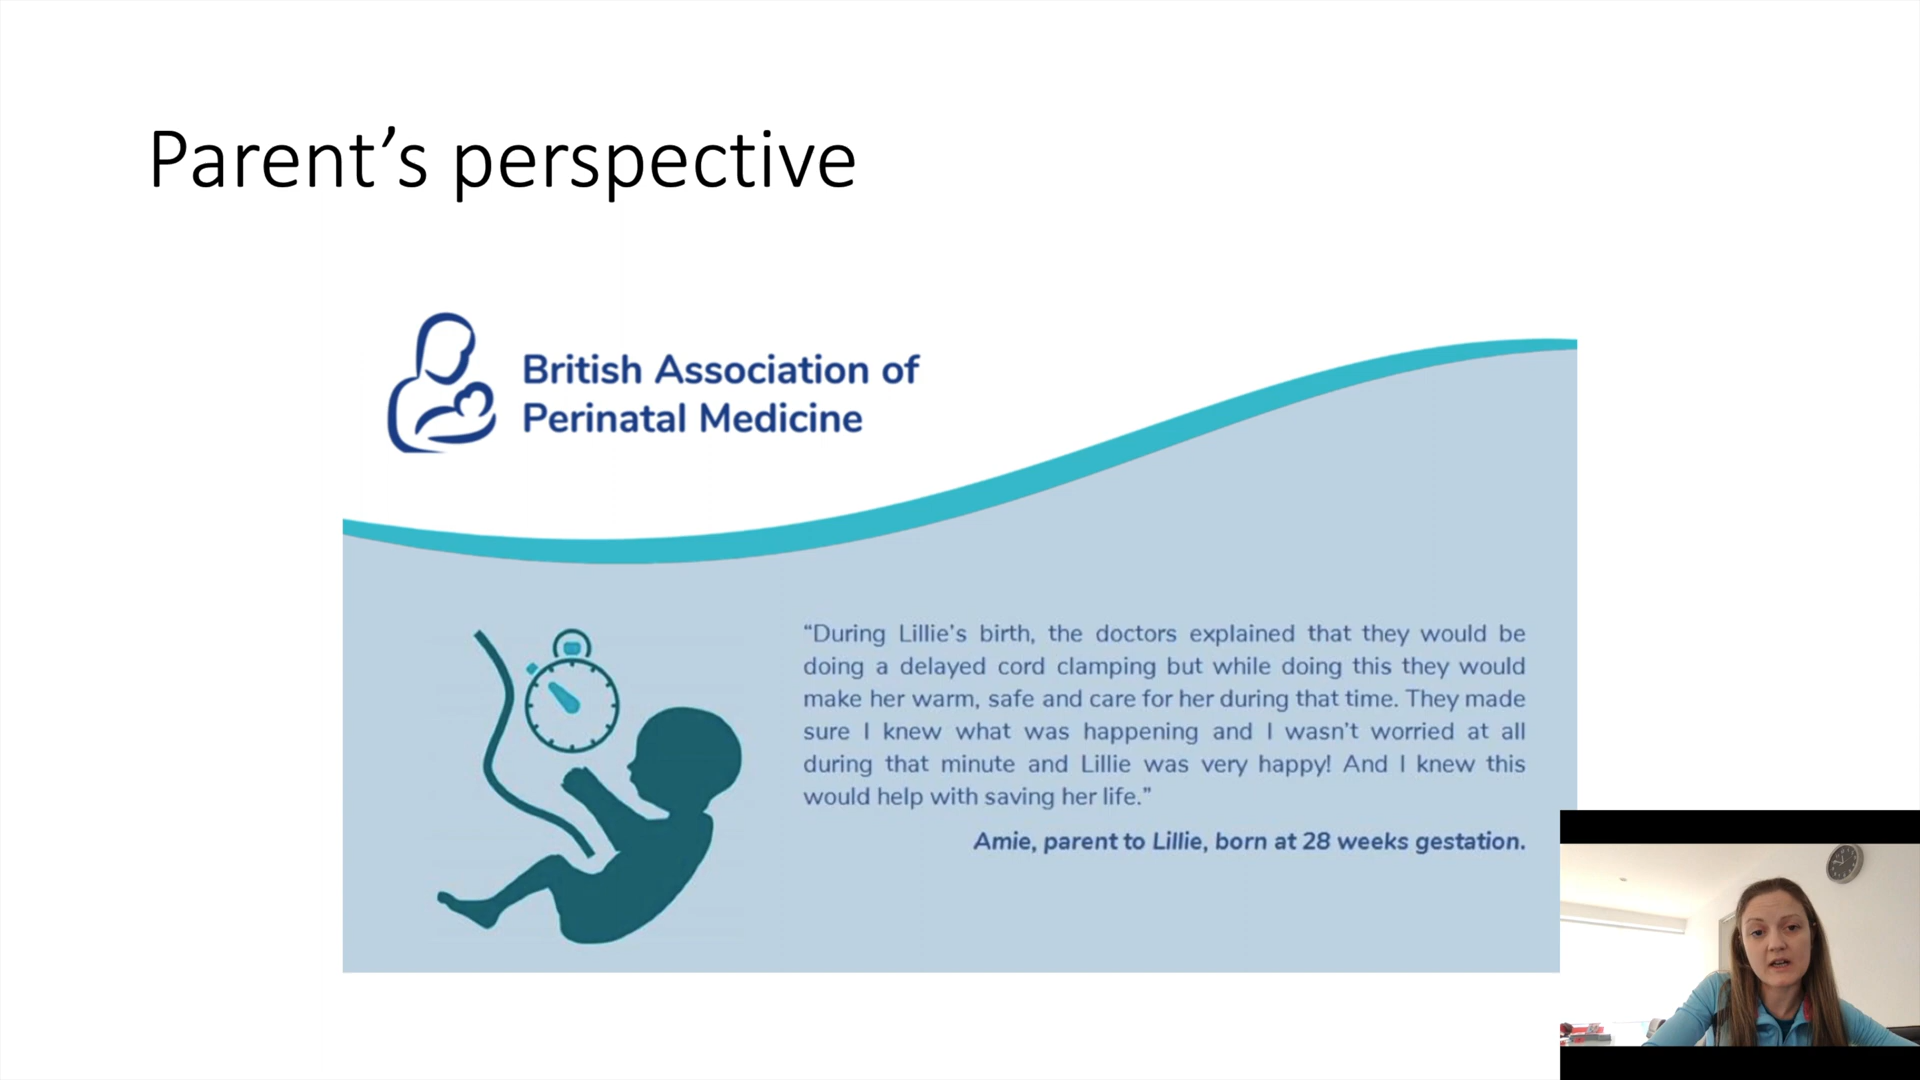 Parent’s perspective
British Association of
Perinatal Medicine
“During Lillie’s birth, the doctors explained that they would be
doing a delayed cord clamping but while doing this they would
make her warm, safe and care for her during that time. They made
sure I knew what was happening and I wasn’t worried at all
during that minute and Lillie was very happy! And I knew this
would help with saving her life.”
Amie, parent to Lillie, born at 28 weeks gestation.